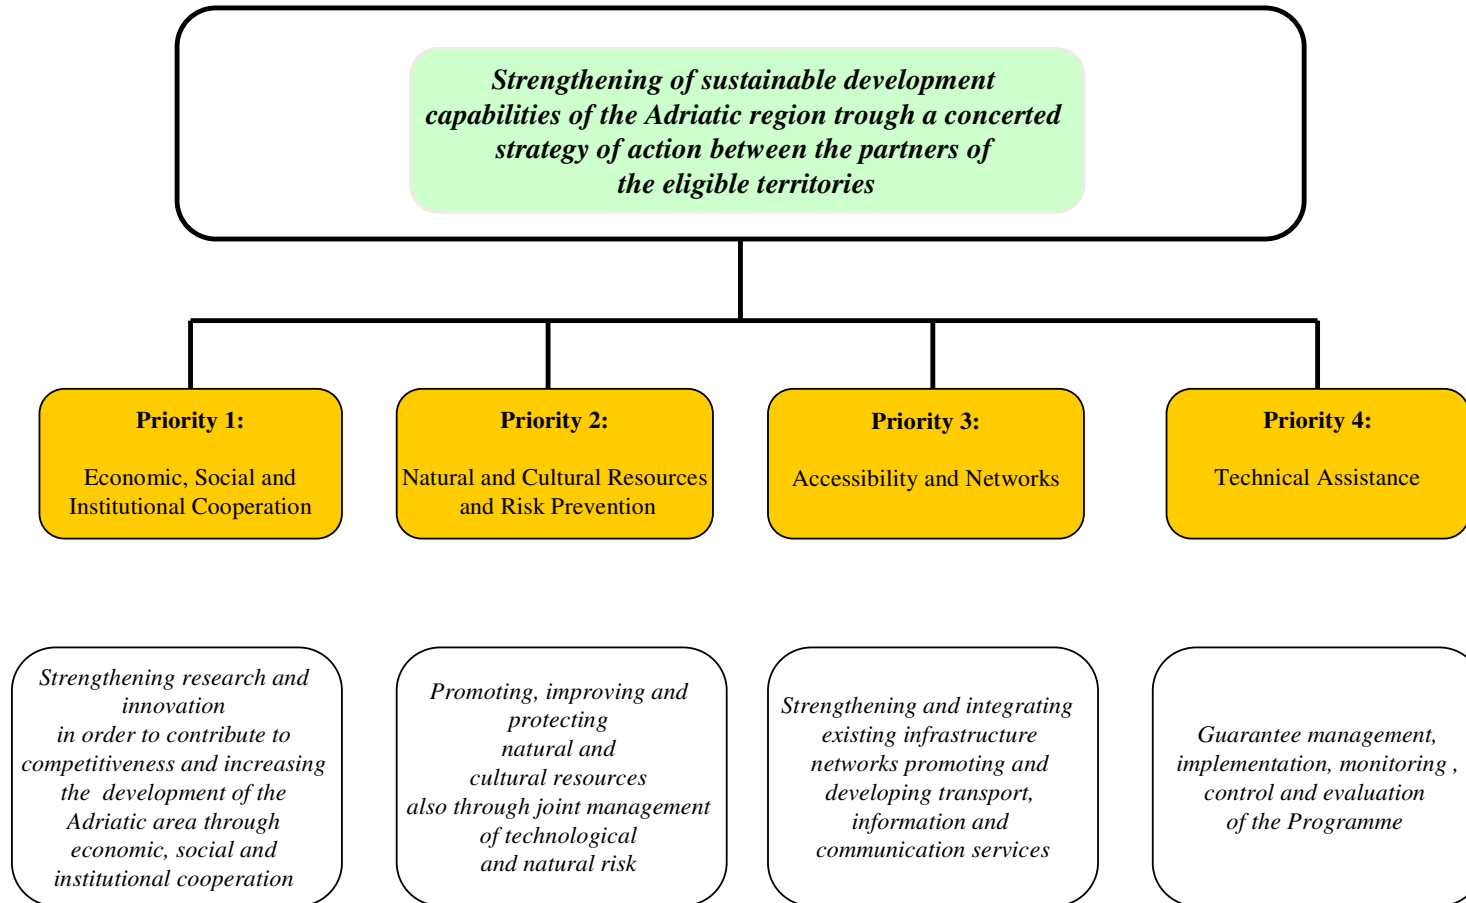 Strengthening of sustainable development
capabilities of the Adriatic region trough a concerted
strategy of action between the partners of
the eligible territories
Priority 1:
Economic, Social and
Institutional Cooperation
Priority 2:
Natural and Cultural Resources
and Risk Prevention
Priority 3:
Accessibility and Networks
Priority 4:
Technical Assistance
Strengthening research and
innovation
in order to contribute to
competitiveness and increasing
the development of the
Adriatic area through
economic, social and
institutional cooperation
Promoting, improving and
protecting
natural and
cultural resources
also through joint management
of technological
and natural risk
Strengthening and integrating
existing infrastructure
networks promoting and
developing transport,
information and
communication services
Guarantee management,
implementation, monitoring ,
control and evaluation
of the Programme